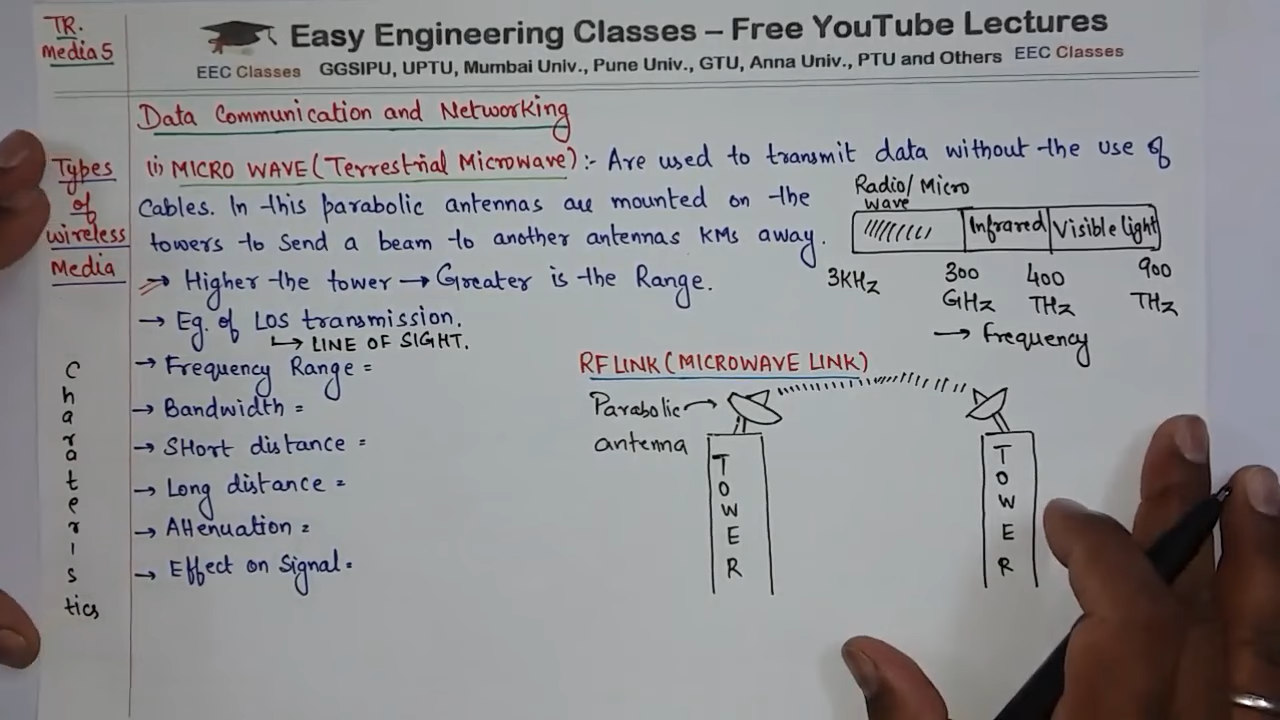 TR.
Media 5
Easy Engineering Classes – Free YouTube Lectures
EEC Classes GGSIPU, UPTU, Mumbai Univ., Pune Univ., GTU, Anna Univ., PTU and Others EEC Classes
Data Communication and Networking
Types
of
wireless
Media
(i) MICRO WAVE (Terrestrial Microwave) :- Are used to transmit data without the use of
Cables. In this parabolic antennas are mounted on the
towers to send a beam to another antennas KMs away.
→ Higher the tower → Greater is the Range.
→ Eg. of LOS transmission.
↳ LINE OF SIGHT.
Radio/ Micro
wave
Infrared Visible light
3KHz 300 GHz 400 THz 900 THz
→ Frequency
Charateristics
→ Frequency Range =
→ Bandwidth =
→ SHort distance =
→ Long distance =
→ Attenuation =
→ Effect on Signal =
RF LINK (MICROWAVE LINK)
Parabolic →
antenna
TOWER
TOWER